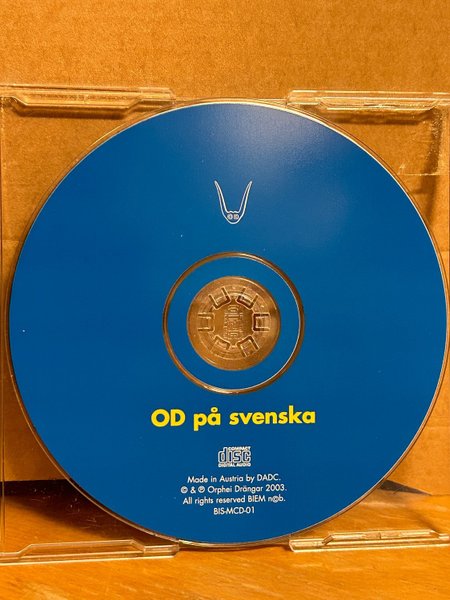 OD på svenska
COMPACT
disc
DIGITAL AUDIO
Made in Austria by DADC.
© & ℗ Orphei Drängar 2003.
All rights reserved BIEM n©b.
BIS-MCD-01